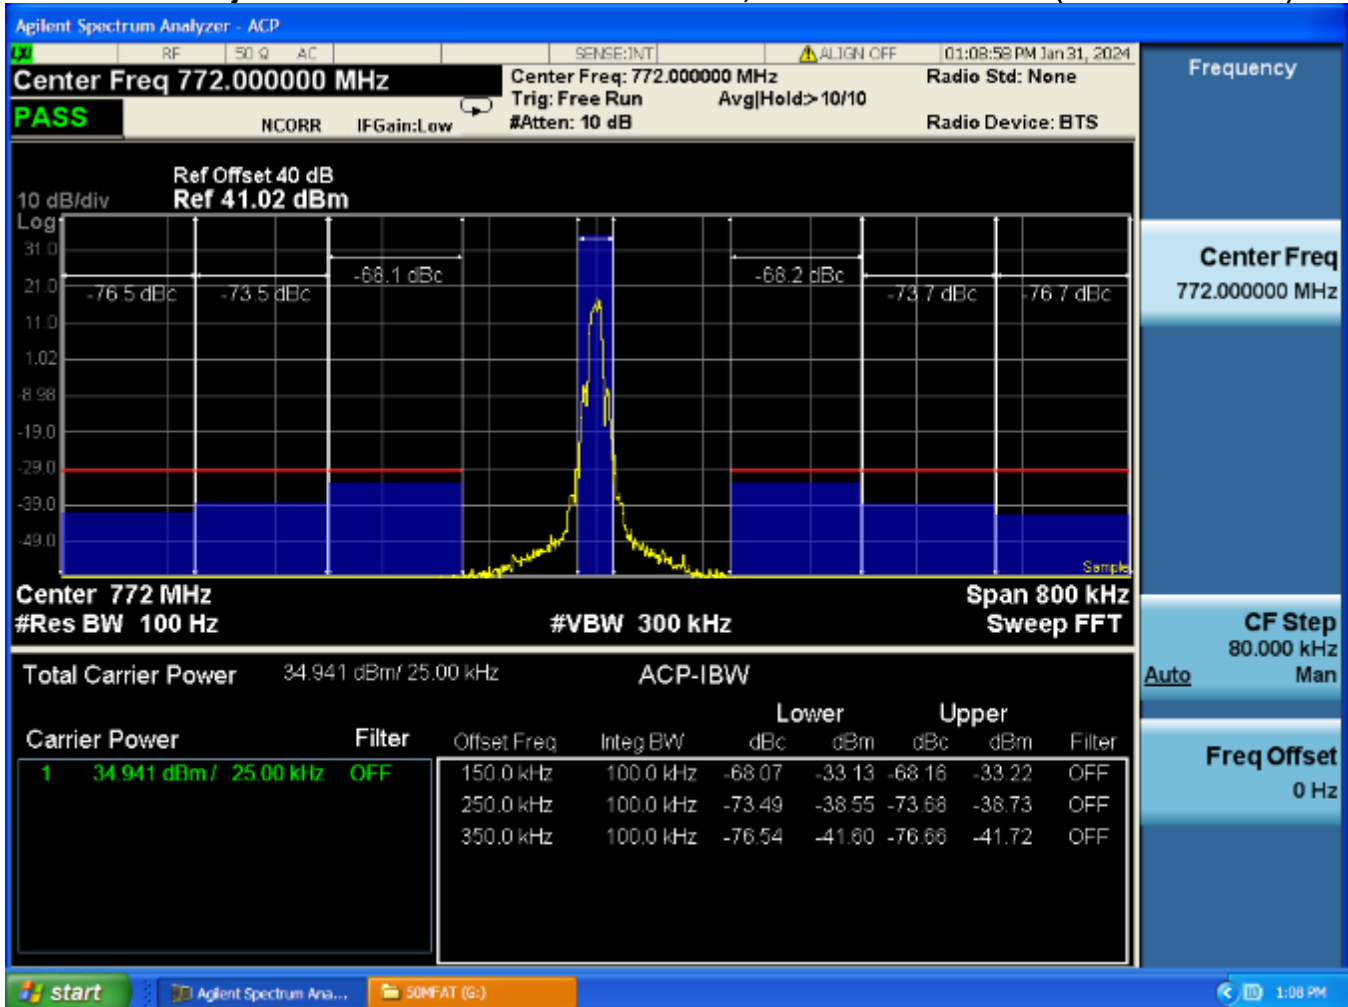 Agilent Spectrum Analyzer - ACP
LXI RF 50 Ω AC SENSE:INT ALIGN OFF 01:08:58 PM Jan 31, 2024
Center Freq 772.000000 MHz
Center Freq: 772.000000 MHz
Radio Std: None
Trig: Free Run Avg|Hold:>10/10
PASS
NCORR IFGain:Low
#Atten: 10 dB
Radio Device: BTS
Ref Offset 40 dB
10 dB/div Ref 41.02 dBm
Log
31.0
21.0
11.0
1.02
-8.98
-19.0
-29.0
-39.0
-49.0
-76.5 dBc -73.5 dBc -68.1 dBc -68.2 dBc -73.7 dBc -76.7 dBc
Sample
Center 772 MHz Span 800 kHz
#Res BW 100 Hz #VBW 300 kHz Sweep FFT
Total Carrier Power 34.941 dBm/ 25.00 kHz ACP-IBW
Lower Upper
Carrier Power Filter Offset Freq Integ BW dBc dBm dBc dBm Filter
1 34.941 dBm / 25.00 kHz OFF 150.0 kHz 100.0 kHz -68.07 -33.13 -68.16 -33.22 OFF
250.0 kHz 100.0 kHz -73.49 -38.55 -73.68 -38.73 OFF
350.0 kHz 100.0 kHz -76.54 -41.60 -76.66 -41.72 OFF
Frequency
Center Freq
772.000000 MHz
CF Step
80.000 kHz
Auto Man
Freq Offset
0 Hz
start Agilent Spectrum Ana... 50MFAT (G:) 1:08 PM